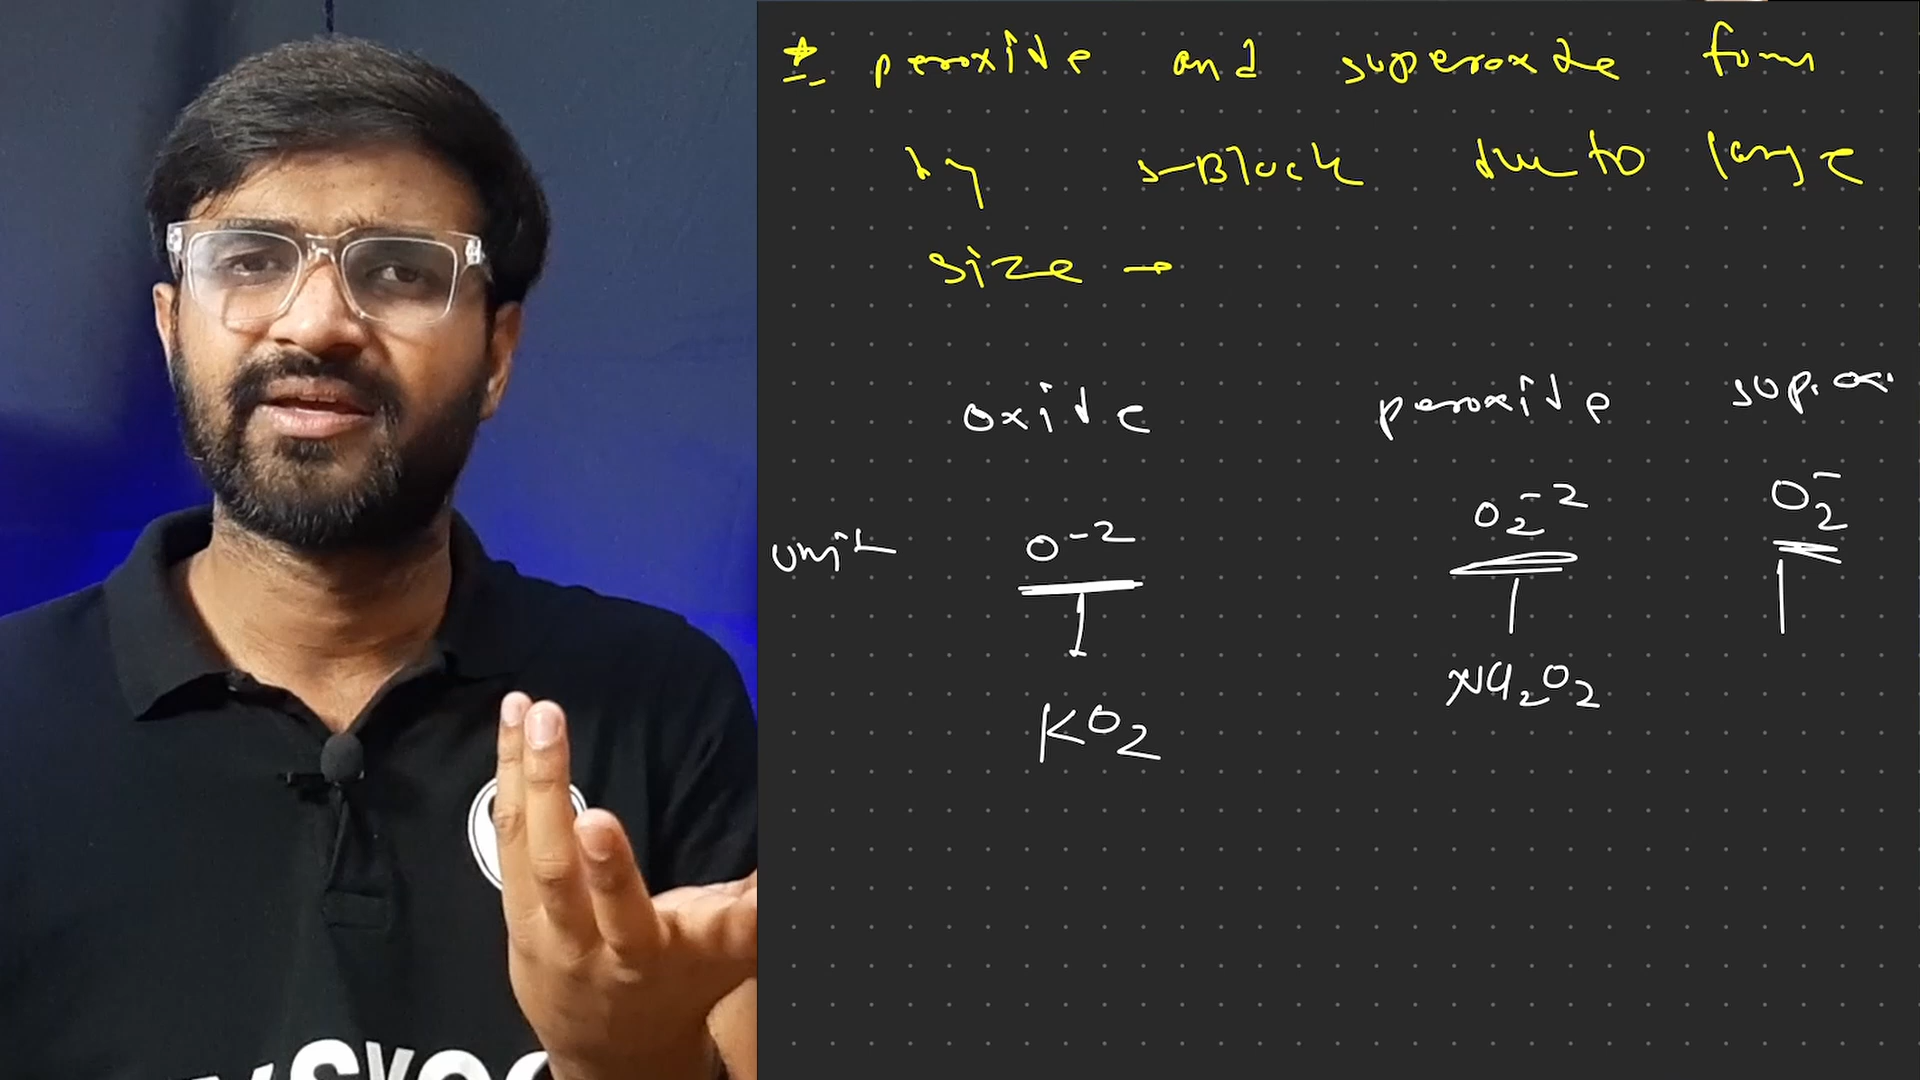 * peroxide and superoxide form
by s-Block due to large
size →
oxide peroxide sup. ox.
unit O⁻² O₂⁻² O₂⁻
KO₂ Na₂O₂